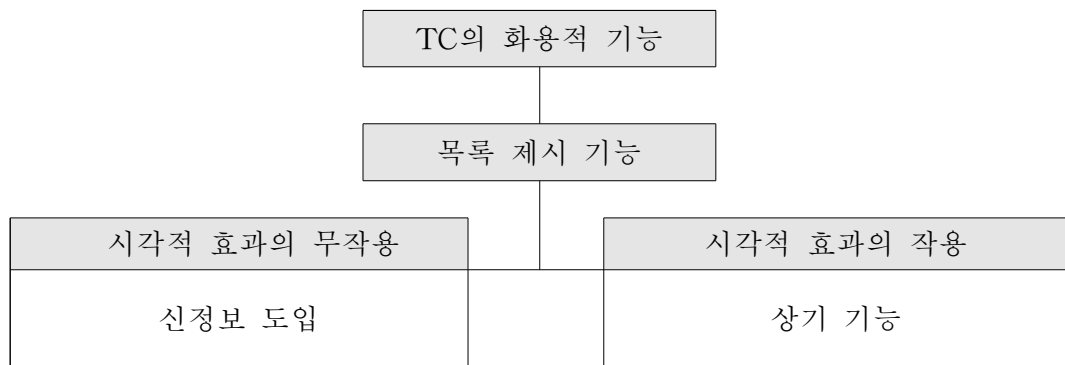 TC의 화용적 기능
목록 제시 기능
시각적 효과의 무작용
시각적 효과의 작용
신정보 도입
상기 기능